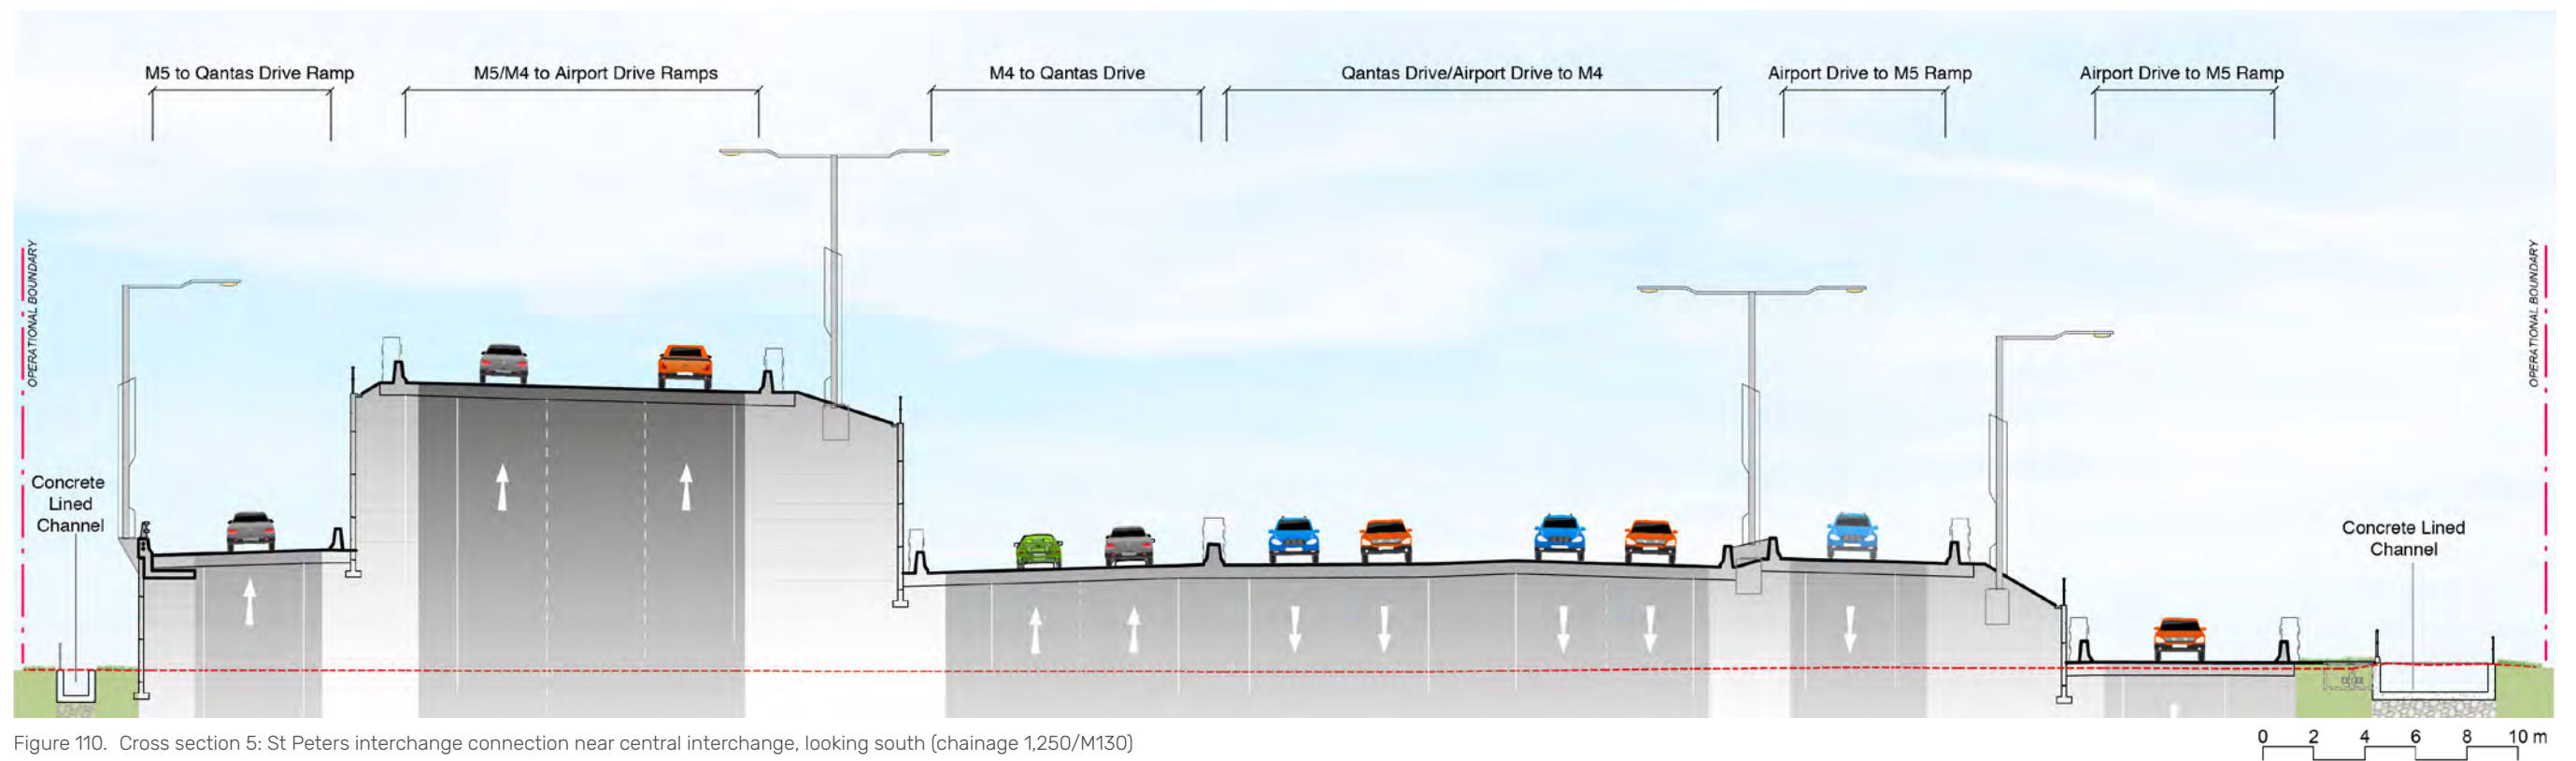 M5 to Qantas Drive Ramp
M5/M4 to Airport Drive Ramps
M4 to Qantas Drive
Qantas Drive/Airport Drive to M4
Airport Drive to M5 Ramp
Airport Drive to M5 Ramp
OPERATIONAL BOUNDARY
OPERATIONAL BOUNDARY
Concrete
Lined
Channel
Concrete Lined
Channel
Figure 110. Cross section 5: St Peters interchange connection near central interchange, looking south (chainage 1,250/M130)
0 2 4 6 8 10 m